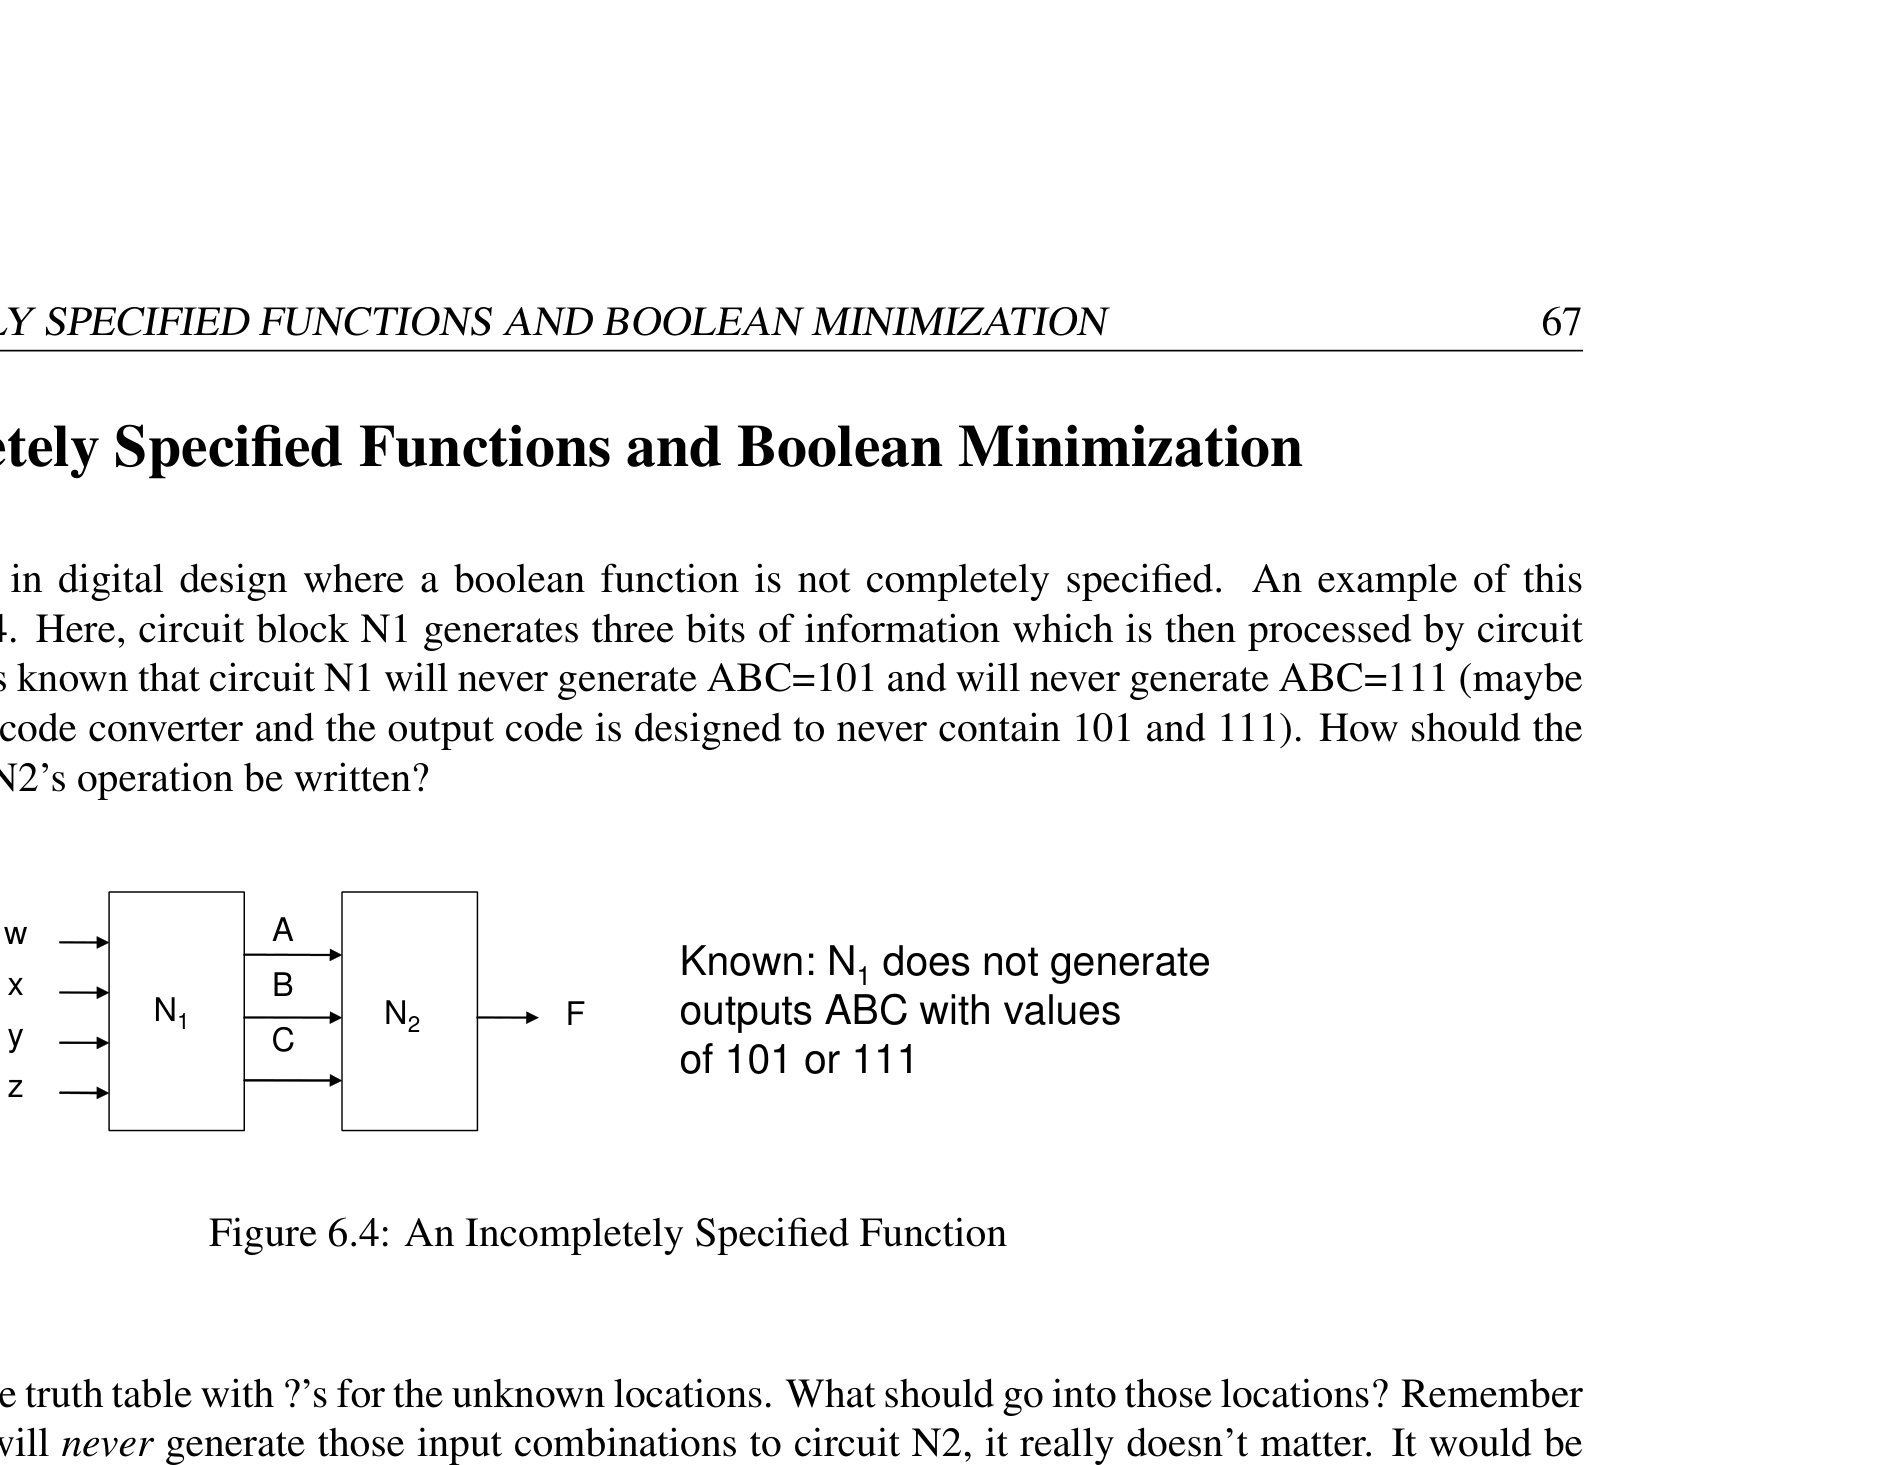 LY SPECIFIED FUNCTIONS AND BOOLEAN MINIMIZATION 67
etely Specified Functions and Boolean Minimization
in digital design where a boolean function is not completely specified. An example of this
4. Here, circuit block N1 generates three bits of information which is then processed by circuit
s known that circuit N1 will never generate ABC=101 and will never generate ABC=111 (maybe
code converter and the output code is designed to never contain 101 and 111). How should the
N2's operation be written?
w
x
y
z
N1
A
B
C
N2
F
Known: N1 does not generate
outputs ABC with values
of 101 or 111
Figure 6.4: An Incompletely Specified Function
e truth table with ?'s for the unknown locations. What should go into those locations? Remember
will never generate those input combinations to circuit N2, it really doesn't matter. It would be